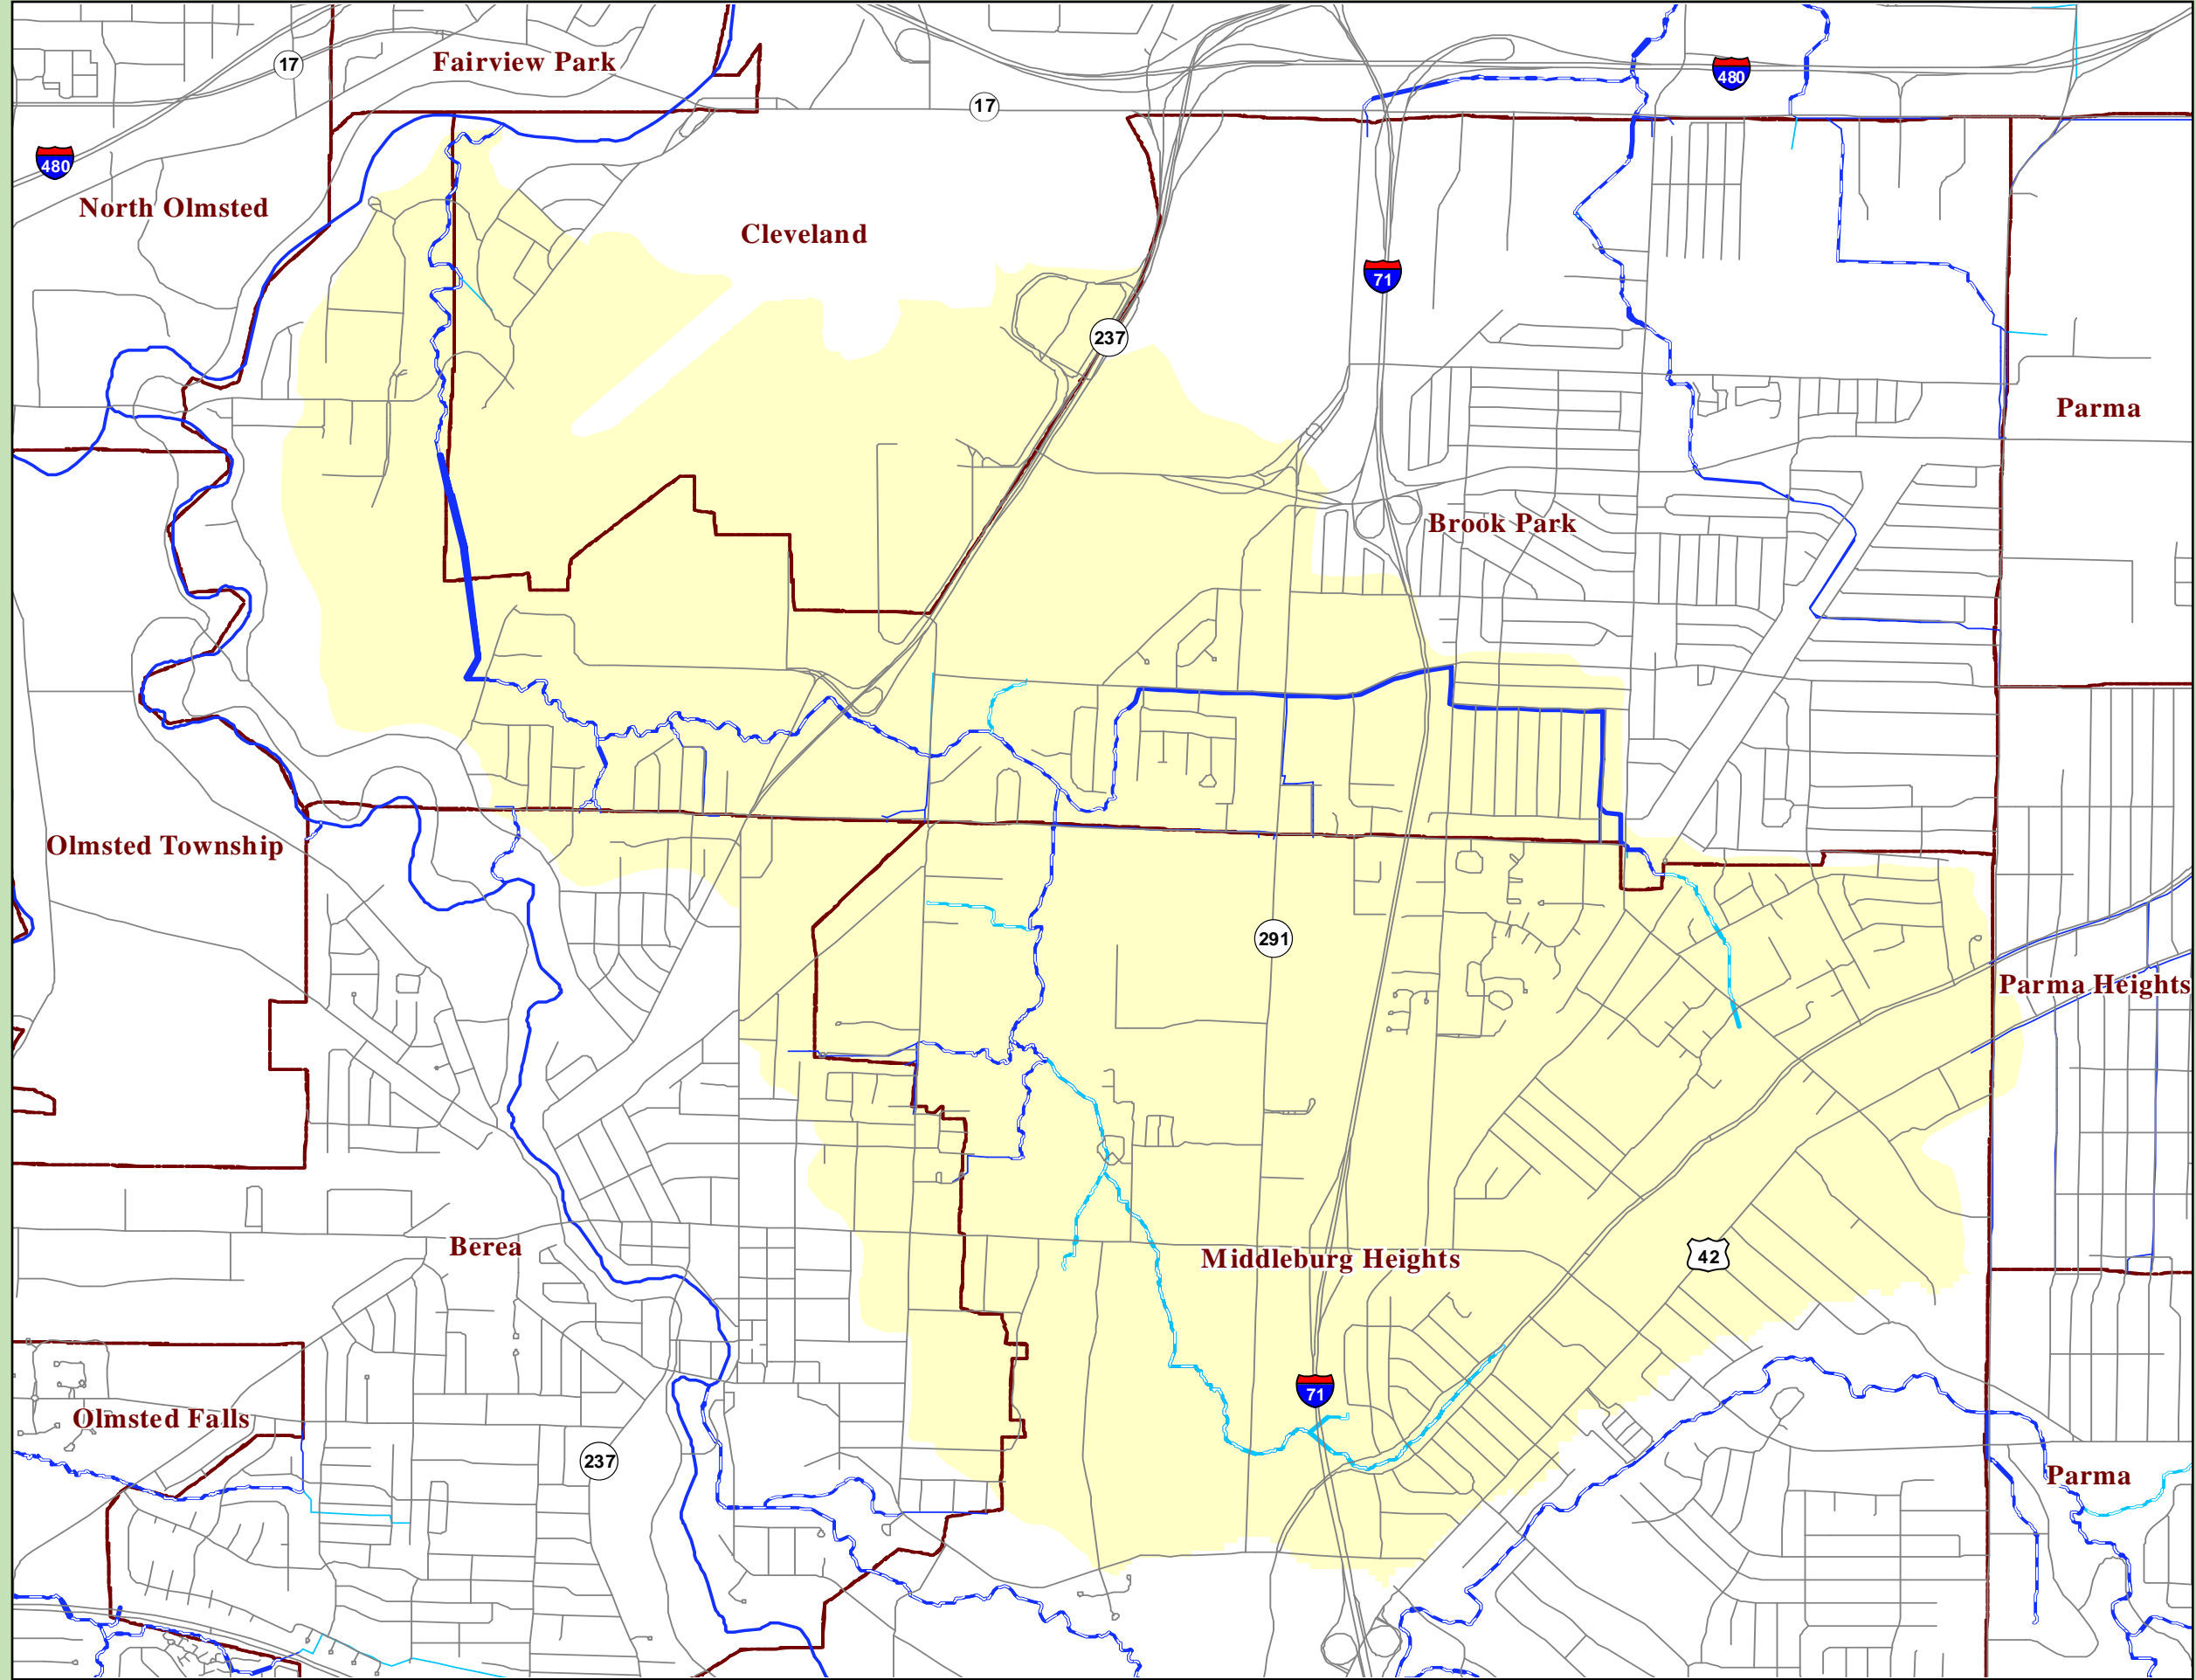 Fairview Park
17
480
17
480
North Olmsted
Cleveland
71
237
Parma
Brook Park
Olmsted Township
291
Parma Heights
Berea
Middleburg Heights
42
71
Olmsted Falls
237
Parma